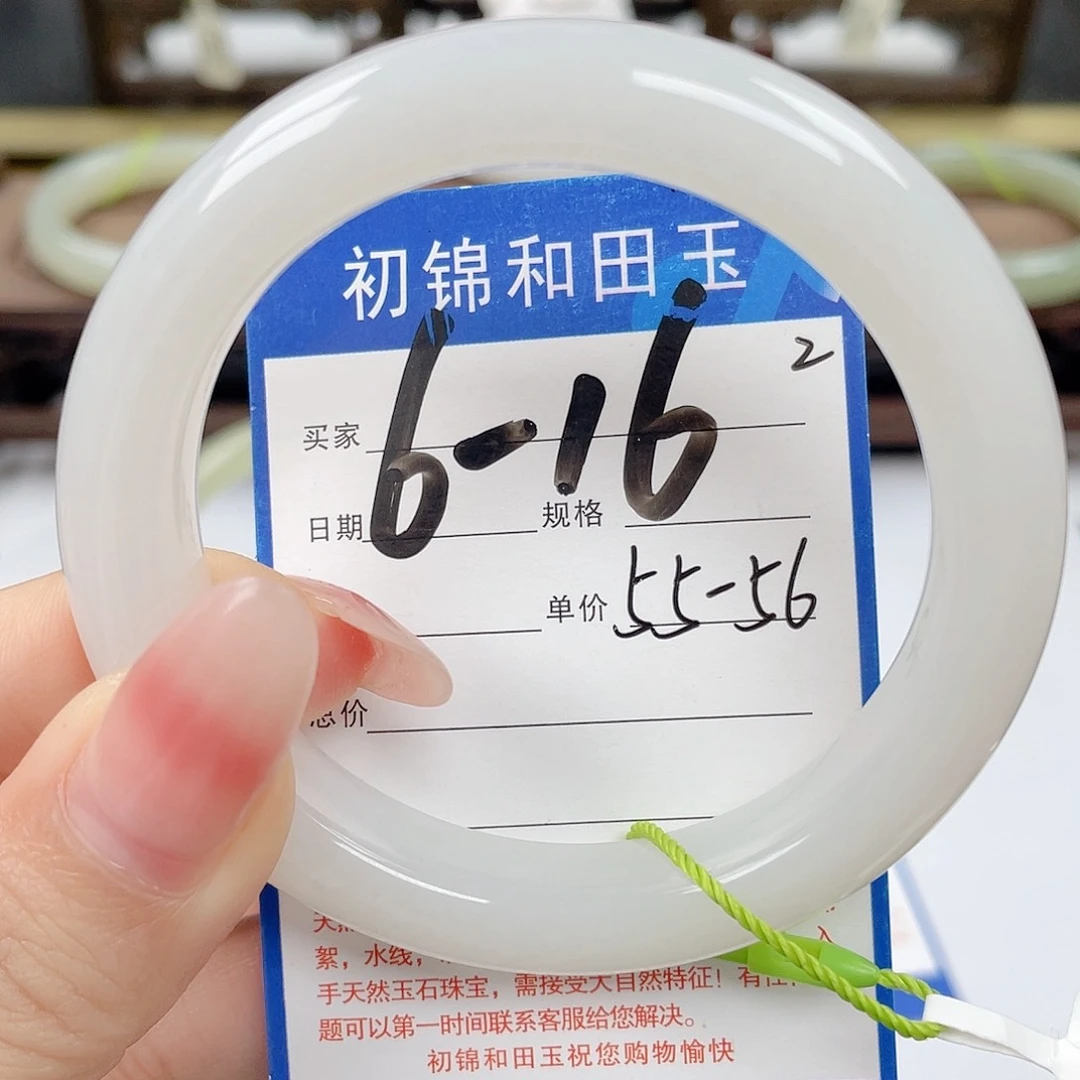 初锦和田玉
2
6-16
买家
日期 规格
单价 55-56
总价
絮，水线，
手天然玉石珠宝，需接受大自然特征！有任
题可以第一时间联系客服给您解决。
初锦和田玉祝您购物愉快